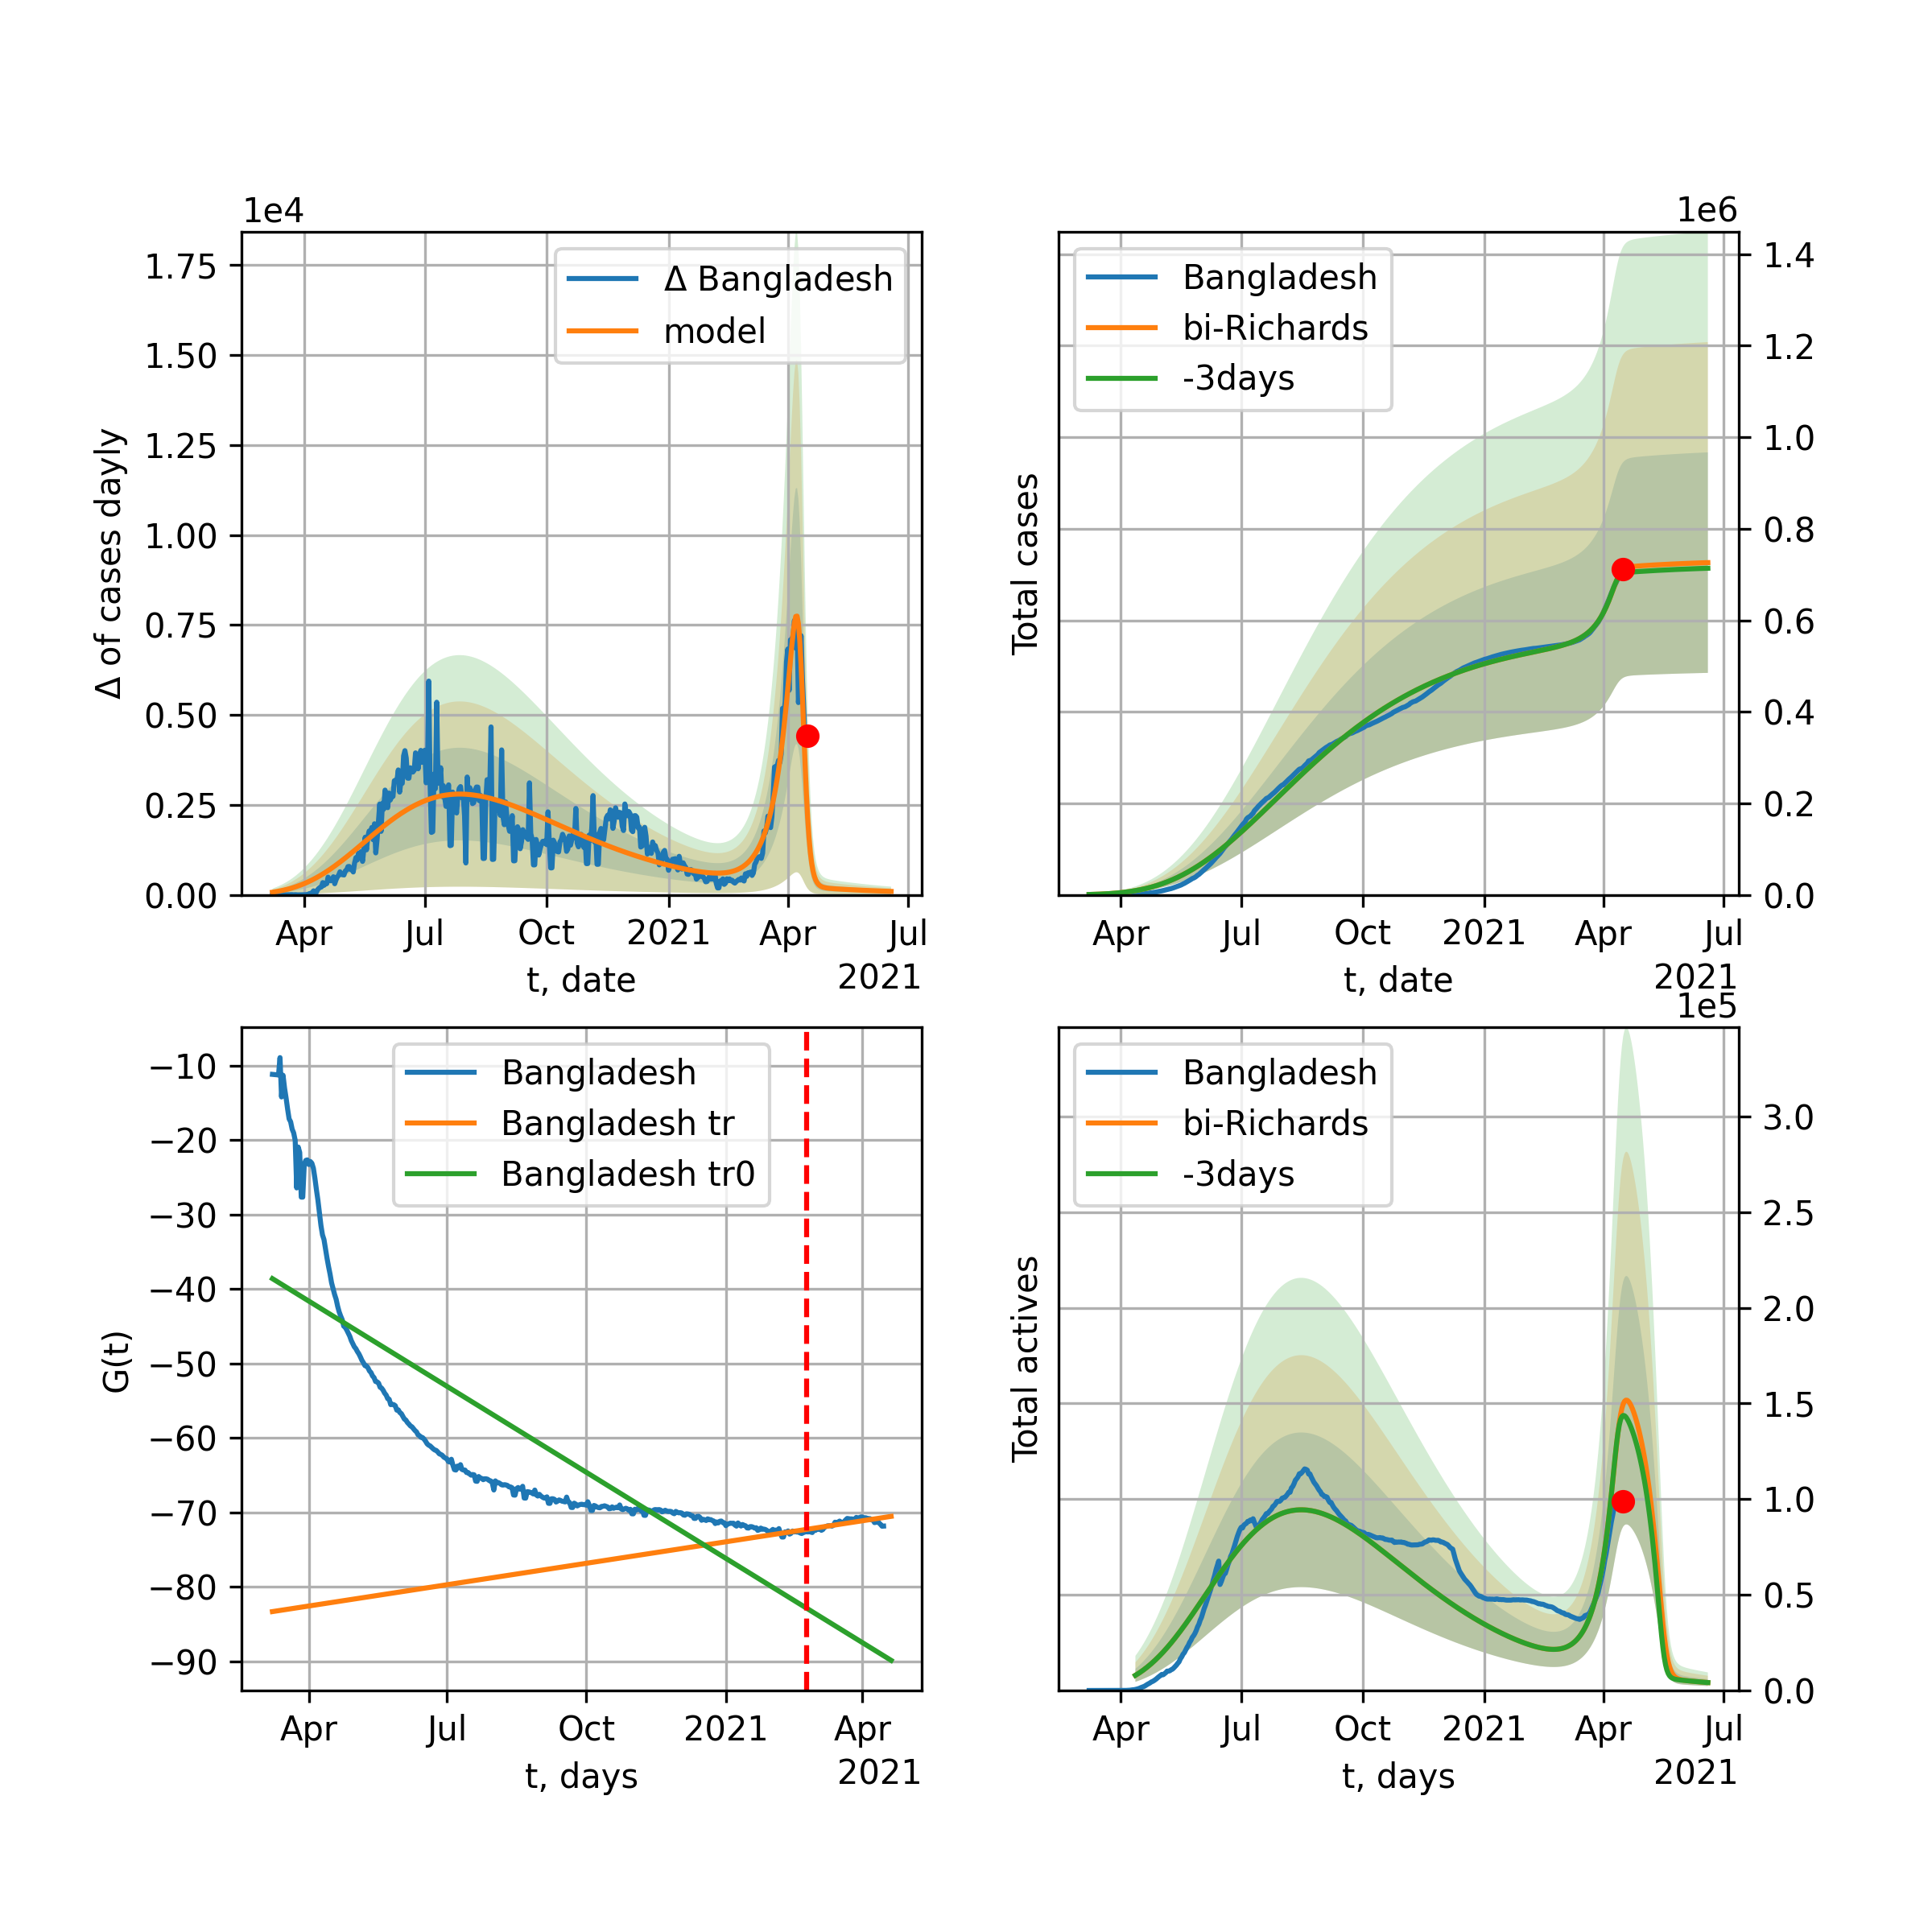 1e4
Δ of cases dayly
1.75
1.50
1.25
1.00
0.75
0.50
0.25
0.00
Δ Bangladesh
model
Apr Jul Oct 2021 Apr Jul
t, date
2021
1e6
Total cases
Bangladesh
bi-Richards
-3days
1.4
1.2
1.0
0.8
0.6
0.4
0.2
0.0
Apr Jul Oct 2021 Apr Jul
t, date
2021
G(t)
−10
−20
−30
−40
−50
−60
−70
−80
−90
Bangladesh
Bangladesh tr
Bangladesh tr0
Apr Jul Oct 2021 Apr
t, days
2021
1e5
Total actives
Bangladesh
bi-Richards
-3days
3.0
2.5
2.0
1.5
1.0
0.5
0.0
Apr Jul Oct 2021 Apr Jul
t, days
2021